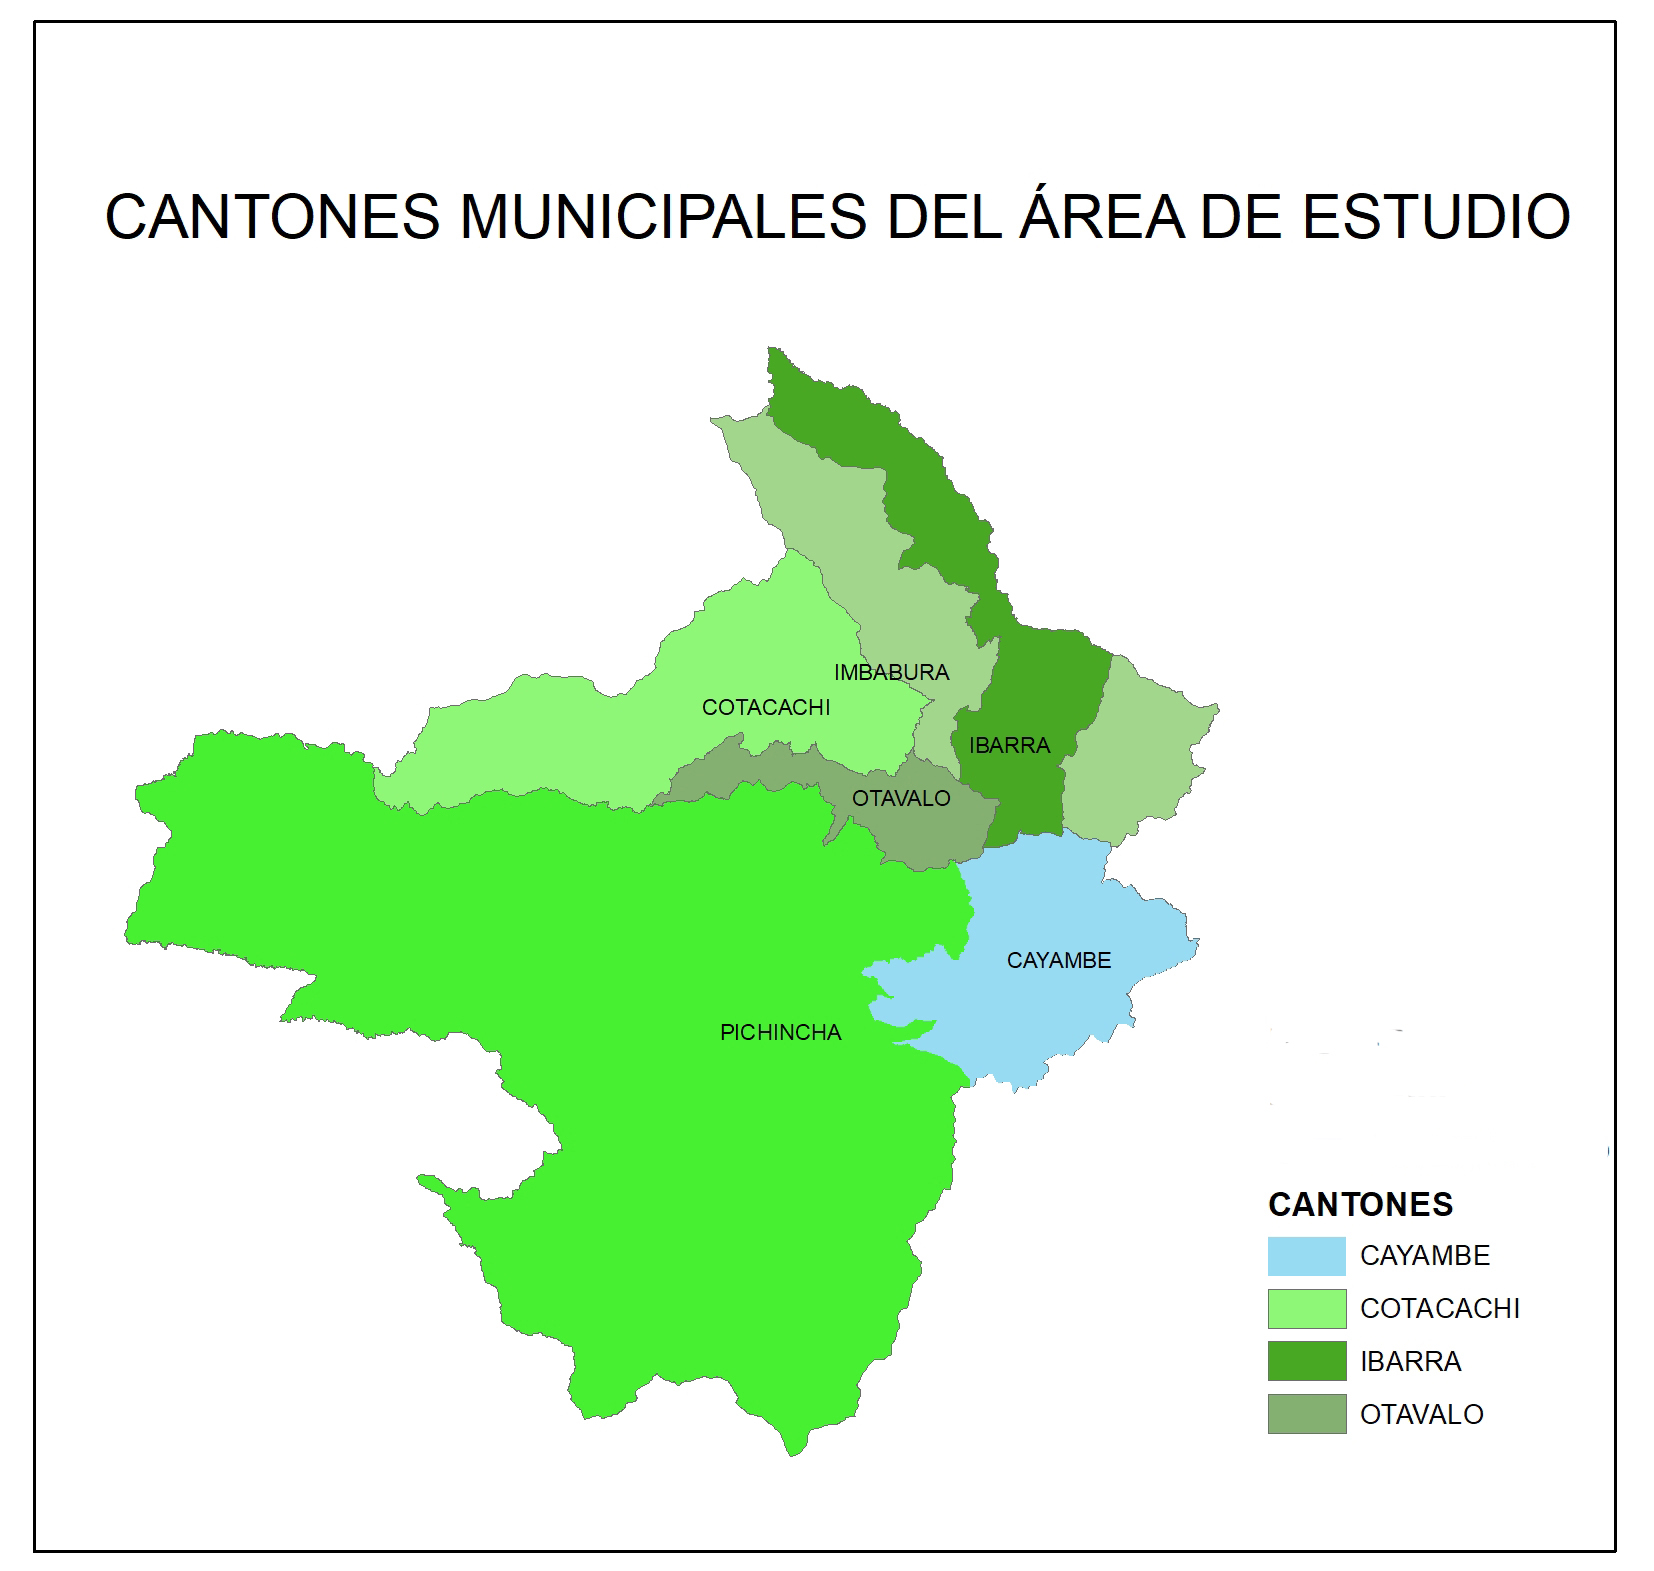 CANTONES MUNICIPALES DEL ÁREA DE ESTUDIO
IMBABURA
COTACACHI
IBARRA
OTAVALO
CAYAMBE
PICHINCHA
CANTONES
CAYAMBE
COTACACHI
IBARRA
OTAVALO